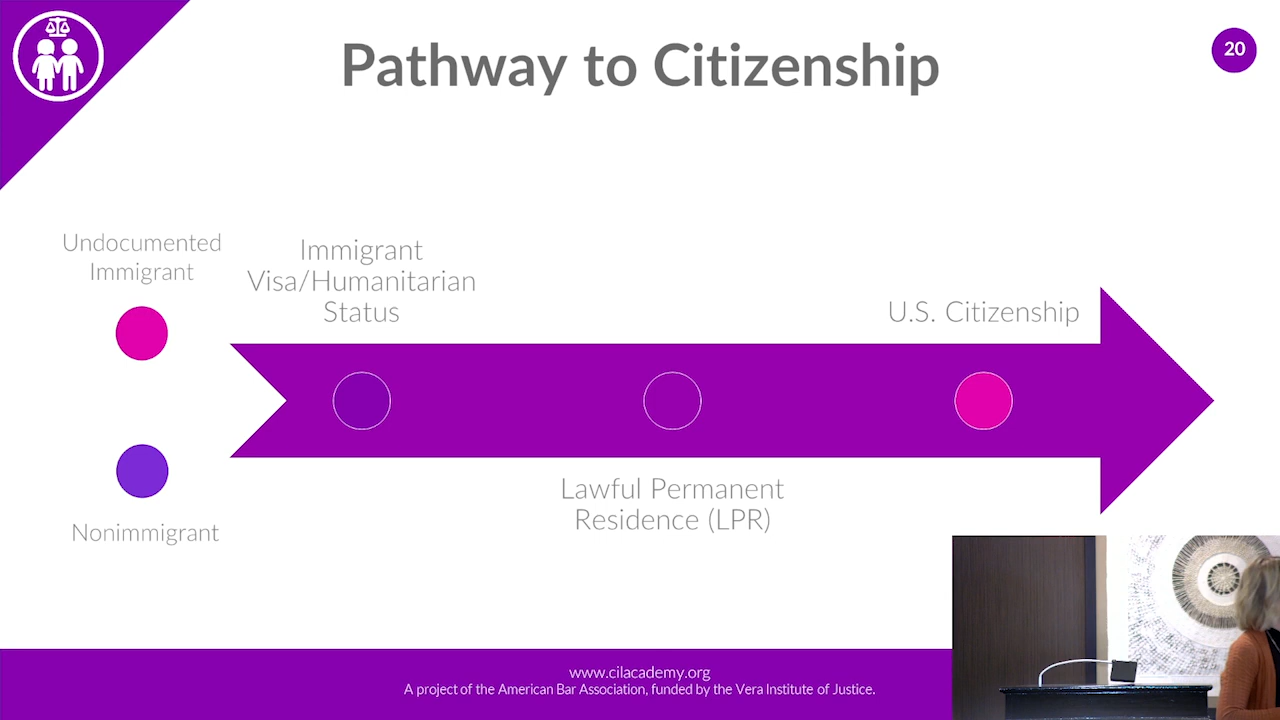 Pathway to Citizenship
20
Undocumented
Immigrant
Immigrant
Visa/Humanitarian
Status
U.S. Citizenship
Lawful Permanent
Residence (LPR)
Nonimmigrant
www.cilacademy.org
A project of the American Bar Association, funded by the Vera Institute of Justice.